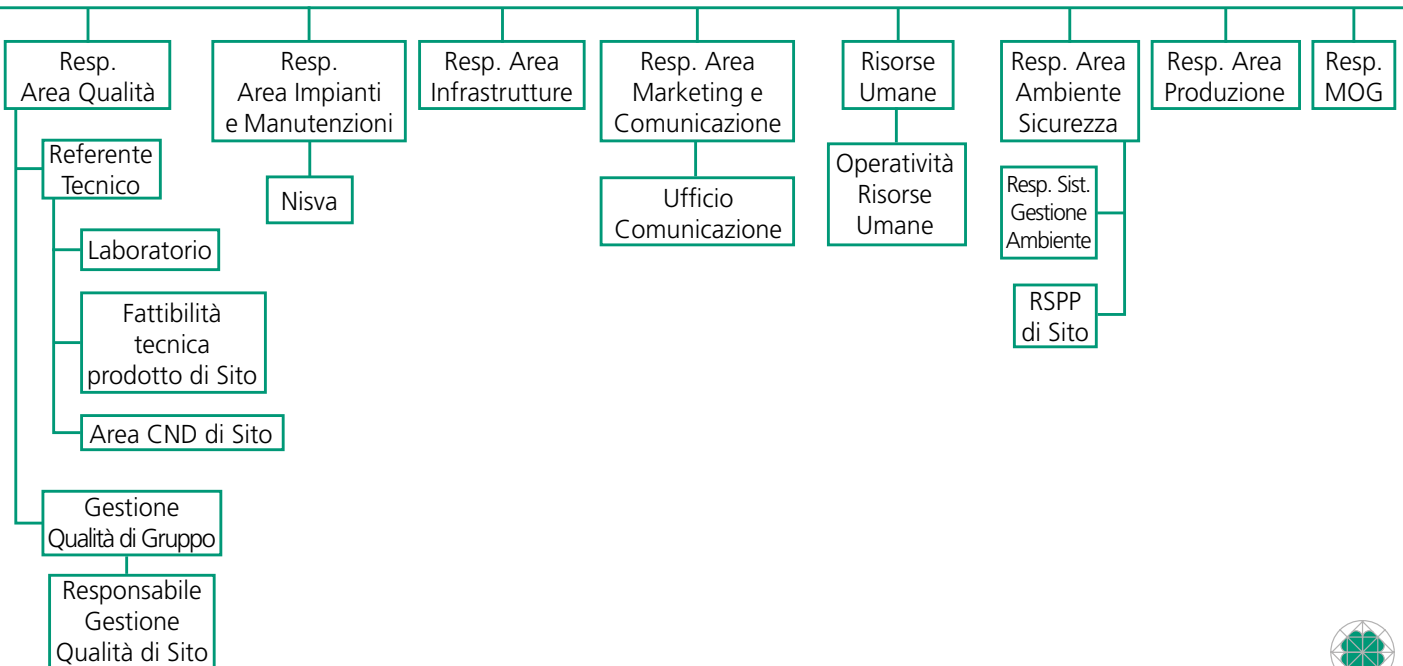 Resp.
Area Qualità
Referente
Tecnico
Laboratorio
Fattibilità
tecnica
prodotto di Sito
Area CND di Sito
Gestione
Qualità di Gruppo
Responsabile
Gestione
Qualità di Sito
Resp.
Area Impianti
e Manutenzioni
Nisva
Resp. Area
Infrastrutture
Resp. Area
Marketing e
Comunicazione
Ufficio
Comunicazione
Risorse
Umane
Operatività
Risorse
Umane
Resp. Area
Ambiente
Sicurezza
Resp. Sist.
Gestione
Ambiente
RSPP
di Sito
Resp. Area
Produzione
Resp.
MOG